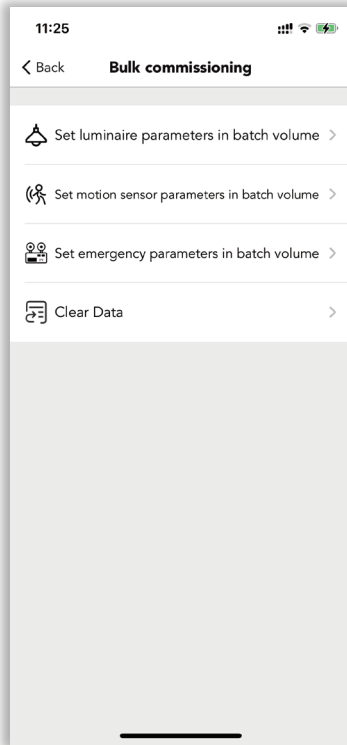 11:25
Back Bulk commissioning
Set luminaire parameters in batch volume
Set motion sensor parameters in batch volume
Set emergency parameters in batch volume
Clear Data